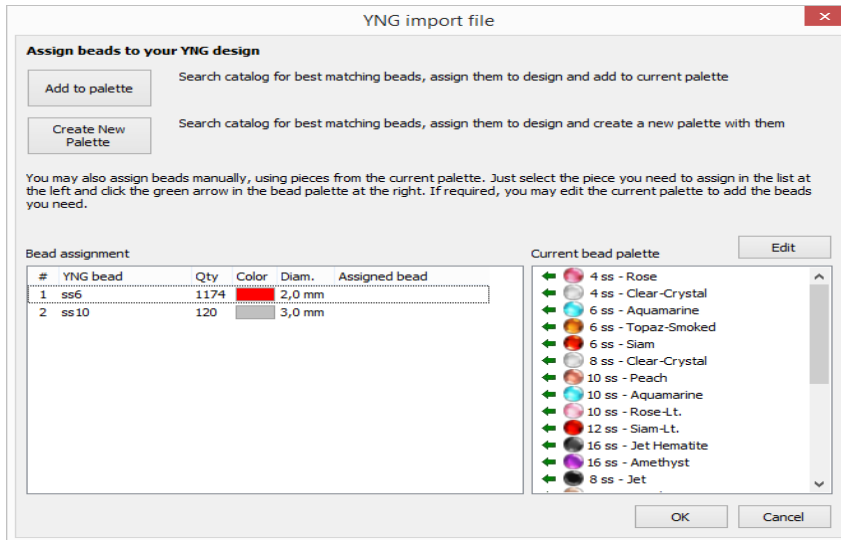 YNG import file
Assign beads to your YNG design
Add to palette
Search catalog for best matching beads, assign them to design and add to current palette
Create New
Palette
Search catalog for best matching beads, assign them to design and create a new palette with them
You may also assign beads manually, using pieces from the current palette. Just select the piece you need to assign in the list at
the left and click the green arrow in the bead palette at the right. If required, you may edit the current palette to add the beads
you need.
Bead assignment
# YNG bead Qty Color Diam. Assigned bead
1 ss6 1174 2,0 mm
2 ss10 120 3,0 mm
Current bead palette
Edit
4 ss - Rose
4 ss - Clear-Crystal
6 ss - Aquamarine
6 ss - Topaz-Smoked
6 ss - Siam
8 ss - Clear-Crystal
10 ss - Peach
10 ss - Aquamarine
10 ss - Rose-Lt.
12 ss - Siam-Lt.
16 ss - Jet Hematite
16 ss - Amethyst
8 ss - Jet
OK
Cancel